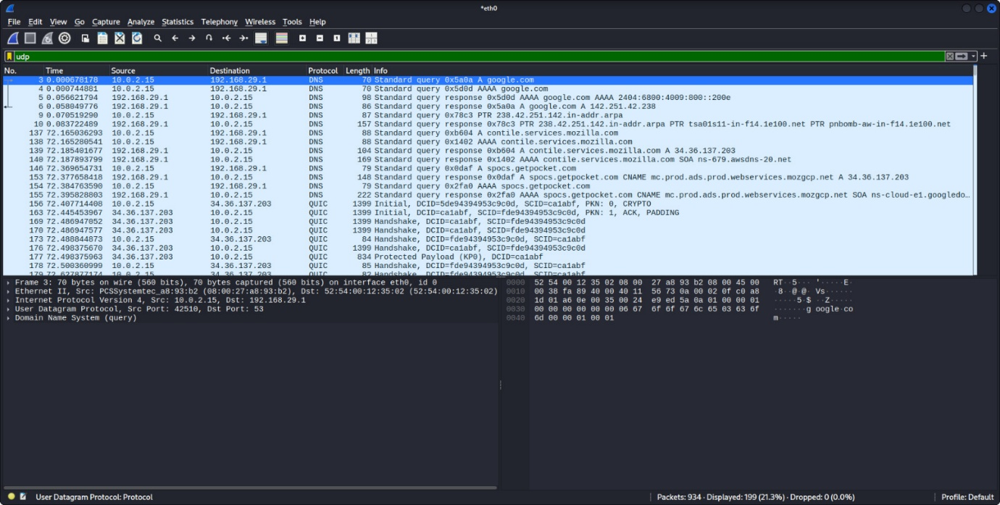 *eth0
File Edit View Go Capture Analyze Statistics Telephony Wireless Tools Help
udp
No. Time Source Destination Protocol Length Info
3 0.000678178 10.0.2.15 192.168.29.1 DNS 70 Standard query 0x5a0a A google.com
4 0.000744881 10.0.2.15 192.168.29.1 DNS 70 Standard query 0x5d0d AAAA google.com
5 0.056621794 192.168.29.1 10.0.2.15 DNS 98 Standard query response 0x5d0d AAAA google.com AAAA 2404:6800:4009:800::200e
6 0.058049776 192.168.29.1 10.0.2.15 DNS 86 Standard query response 0x5a0a A google.com A 142.251.42.238
9 0.070519290 10.0.2.15 192.168.29.1 DNS 87 Standard query 0x78c3 PTR 238.42.251.142.in-addr.arpa
10 0.083722489 192.168.29.1 10.0.2.15 DNS 157 Standard query response 0x78c3 PTR 238.42.251.142.in-addr.arpa PTR tsa01s11-in-f14.1e100.net PTR pnbomb-aw-in-f14.1e100.net
137 72.165036293 10.0.2.15 192.168.29.1 DNS 88 Standard query 0xb604 A contile.services.mozilla.com
138 72.165280541 10.0.2.15 192.168.29.1 DNS 88 Standard query 0x1402 AAAA contile.services.mozilla.com
139 72.185401677 192.168.29.1 10.0.2.15 DNS 104 Standard query response 0xb604 A contile.services.mozilla.com A 34.36.137.203
140 72.187893799 192.168.29.1 10.0.2.15 DNS 169 Standard query response 0x1402 AAAA contile.services.mozilla.com SOA ns-679.awsdns-20.net
146 72.369654731 10.0.2.15 192.168.29.1 DNS 79 Standard query 0x0daf A spocs.getpocket.com
153 72.377658418 192.168.29.1 10.0.2.15 DNS 148 Standard query response 0x0daf A spocs.getpocket.com CNAME mc.prod.ads.prod.webservices.mozgcp.net A 34.36.137.203
154 72.384763590 10.0.2.15 192.168.29.1 DNS 79 Standard query 0x2fa0 AAAA spocs.getpocket.com
155 72.395828803 192.168.29.1 10.0.2.15 DNS 222 Standard query response 0x2fa0 AAAA spocs.getpocket.com CNAME mc.prod.ads.prod.webservices.mozgcp.net SOA ns-cloud-e1.googledo…
156 72.407714408 10.0.2.15 34.36.137.203 QUIC 1399 Initial, DCID=5de94394953c9c0d, SCID=ca1abf, PKN: 0, CRYPTO
163 72.445453967 34.36.137.203 10.0.2.15 QUIC 1399 Initial, DCID=ca1abf, SCID=fde94394953c9c0d, PKN: 1, ACK, PADDING
169 72.486947052 34.36.137.203 10.0.2.15 QUIC 1399 Handshake, DCID=ca1abf, SCID=fde94394953c9c0d
170 72.486947577 34.36.137.203 10.0.2.15 QUIC 1399 Handshake, DCID=ca1abf, SCID=fde94394953c9c0d
173 72.488844873 10.0.2.15 34.36.137.203 QUIC 84 Handshake, DCID=fde94394953c9c0d, SCID=ca1abf
176 72.498375670 34.36.137.203 10.0.2.15 QUIC 1399 Handshake, DCID=ca1abf, SCID=fde94394953c9c0d
177 72.498375963 34.36.137.203 10.0.2.15 QUIC 834 Protected Payload (KP0), DCID=ca1abf
178 72.500360999 10.0.2.15 34.36.137.203 QUIC 85 Handshake, DCID=fde94394953c9c0d, SCID=ca1abf
179 72.627877174 10.0.2.15 34.36.137.203 QUIC 82 Handshake, DCID=fde94394953c9c0d, SCID=ca1abf
Frame 3: 70 bytes on wire (560 bits), 70 bytes captured (560 bits) on interface eth0, id 0
Ethernet II, Src: PCSSystemtec_a8:93:b2 (08:00:27:a8:93:b2), Dst: 52:54:00:12:35:02 (52:54:00:12:35:02)
Internet Protocol Version 4, Src: 10.0.2.15, Dst: 192.168.29.1
User Datagram Protocol, Src Port: 42510, Dst Port: 53
Domain Name System (query)
0000 52 54 00 12 35 02 08 00 27 a8 93 b2 08 00 45 00 RT··5··· '·····E·
0010 00 38 fa 89 40 00 40 11 56 73 0a 00 02 0f c0 a8 ·8··@·@· Vs······
0020 1d 01 a6 0e 00 35 00 24 e9 ed 5a 0a 01 00 00 01 ·····5·$ ··Z·····
0030 00 00 00 00 00 00 06 67 6f 6f 67 6c 65 03 63 6f ·······g oogle·co
0040 6d 00 00 01 00 01 m·····
User Datagram Protocol: Protocol
Packets: 934 · Displayed: 199 (21.3%) · Dropped: 0 (0.0%)
Profile: Default